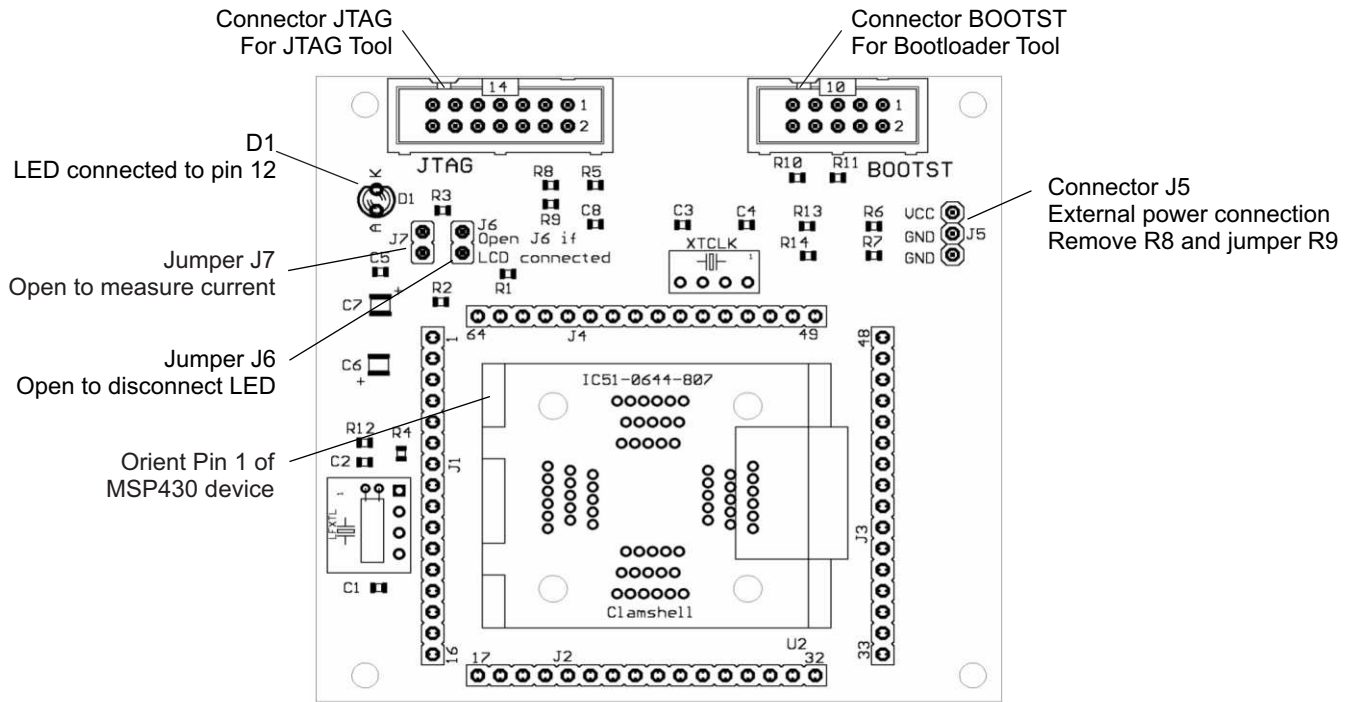 Connector JTAG
For JTAG Tool
Connector BOOTST
For Bootloader Tool
14
1
2
JTAG
10
1
2
BOOTST
D1
LED connected to pin 12
K
D1
A
R3
R8
R5
R9
C8
R10
R11
C3
C4
R13
R6
R14
R7
VCC
GND
GND
J5
Connector J5
External power connection
Remove R8 and jumper R9
J7
J6
Open J6 if
LCD connected
XTCLK
1
Jumper J7
Open to measure current
C5
+
C7
R2
R1
64
J4
49
1
48
Jumper J6
Open to disconnect LED
C6
+
IC51-0644-807
R12
R4
C2
J1
Orient Pin 1 of
MSP430 device
1
LFXTL
J3
C1
Clamshell
16
17
J2
U2
32
33